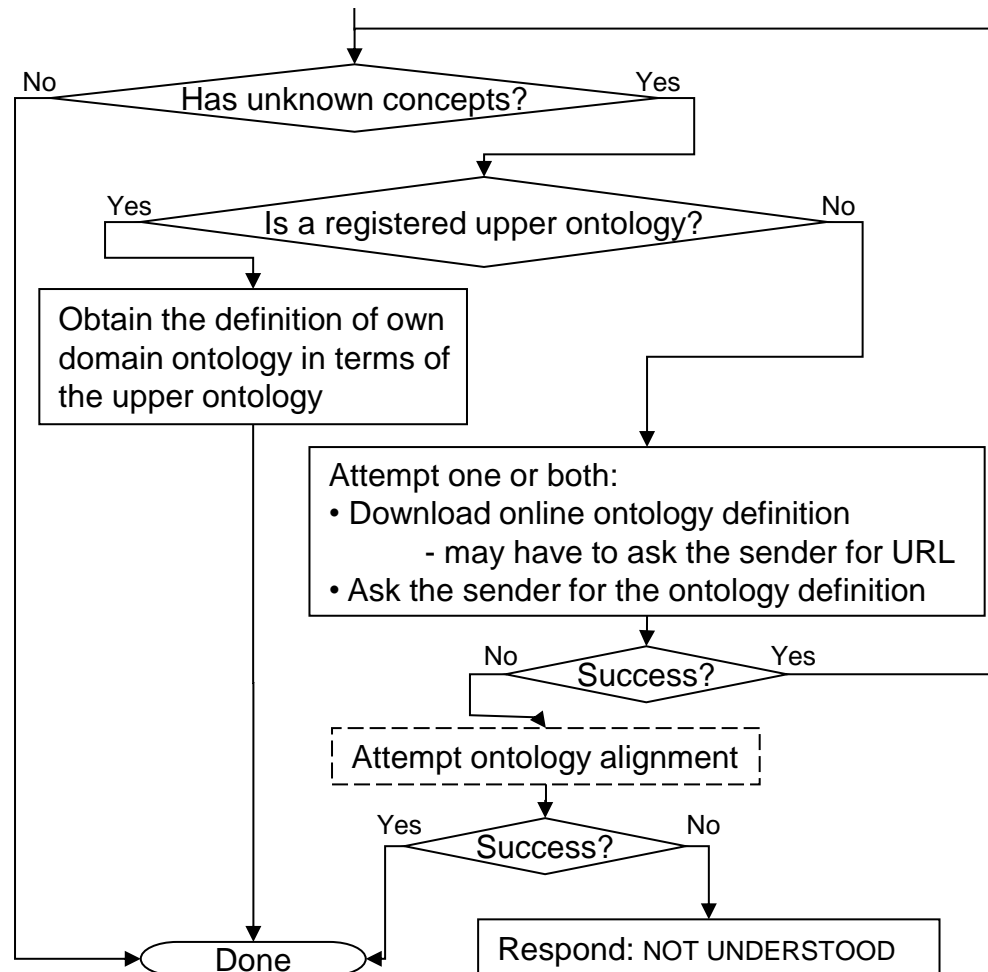 No
Yes
Has unknown concepts?
Yes
No
Is a registered upper ontology?
Obtain the definition of own
domain ontology in terms of
the upper ontology
Attempt one or both:
• Download online ontology definition
- may have to ask the sender for URL
• Ask the sender for the ontology definition
No
Yes
Success?
Attempt ontology alignment
Yes
No
Success?
Done
Respond: NOT UNDERSTOOD